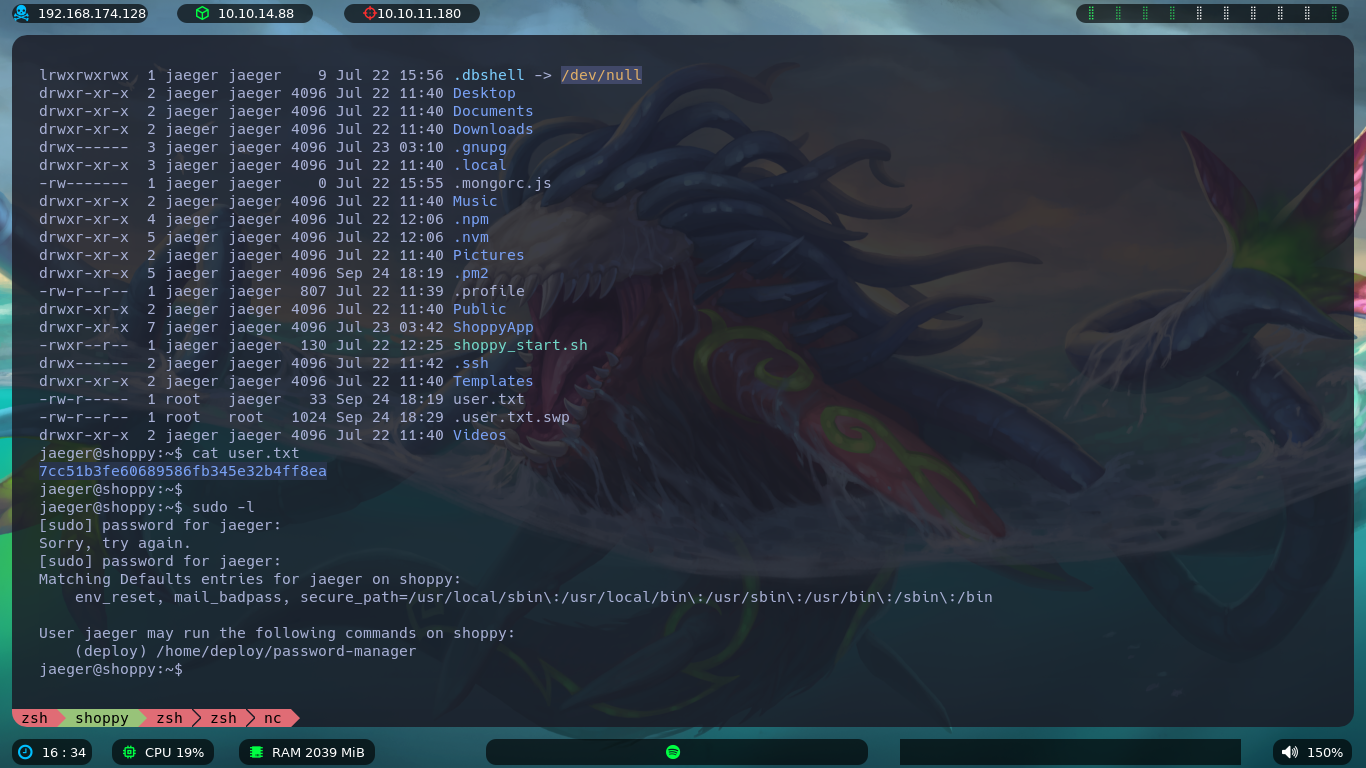 192.168.174.128 10.10.14.88 10.10.11.180
lrwxrwxrwx  1 jaeger jaeger    9 Jul 22 15:56 .dbshell -> /dev/null
drwxr-xr-x  2 jaeger jaeger 4096 Jul 22 11:40 Desktop
drwxr-xr-x  2 jaeger jaeger 4096 Jul 22 11:40 Documents
drwxr-xr-x  2 jaeger jaeger 4096 Jul 22 11:40 Downloads
drwx------  3 jaeger jaeger 4096 Jul 23 03:10 .gnupg
drwxr-xr-x  3 jaeger jaeger 4096 Jul 22 11:40 .local
-rw-------  1 jaeger jaeger    0 Jul 22 15:55 .mongorc.js
drwxr-xr-x  2 jaeger jaeger 4096 Jul 22 11:40 Music
drwxr-xr-x  4 jaeger jaeger 4096 Jul 22 12:06 .npm
drwxr-xr-x  5 jaeger jaeger 4096 Jul 22 12:06 .nvm
drwxr-xr-x  2 jaeger jaeger 4096 Jul 22 11:40 Pictures
drwxr-xr-x  5 jaeger jaeger 4096 Sep 24 18:19 .pm2
-rw-r--r--  1 jaeger jaeger  807 Jul 22 11:39 .profile
drwxr-xr-x  2 jaeger jaeger 4096 Jul 22 11:40 Public
drwxr-xr-x  7 jaeger jaeger 4096 Jul 23 03:42 ShoppyApp
-rwxr--r--  1 jaeger jaeger  130 Jul 22 12:25 shoppy_start.sh
drwx------  2 jaeger jaeger 4096 Jul 22 11:42 .ssh
drwxr-xr-x  2 jaeger jaeger 4096 Jul 22 11:40 Templates
-rw-r-----  1 root   jaeger   33 Sep 24 18:19 user.txt
-rw-r--r--  1 root   root   1024 Sep 24 18:29 .user.txt.swp
drwxr-xr-x  2 jaeger jaeger 4096 Jul 22 11:40 Videos
jaeger@shoppy:~$ cat user.txt
7cc51b3fe60689586fb345e32b4ff8ea
jaeger@shoppy:~$
jaeger@shoppy:~$ sudo -l
[sudo] password for jaeger:
Sorry, try again.
[sudo] password for jaeger:
Matching Defaults entries for jaeger on shoppy:
    env_reset, mail_badpass, secure_path=/usr/local/sbin\:/usr/local/bin\:/usr/sbin\:/usr/bin\:/sbin\:/bin
User jaeger may run the following commands on shoppy:
    (deploy) /home/deploy/password-manager
jaeger@shoppy:~$
zsh shoppy zsh zsh nc
16 : 34 CPU 19% RAM 2039 MiB 150%